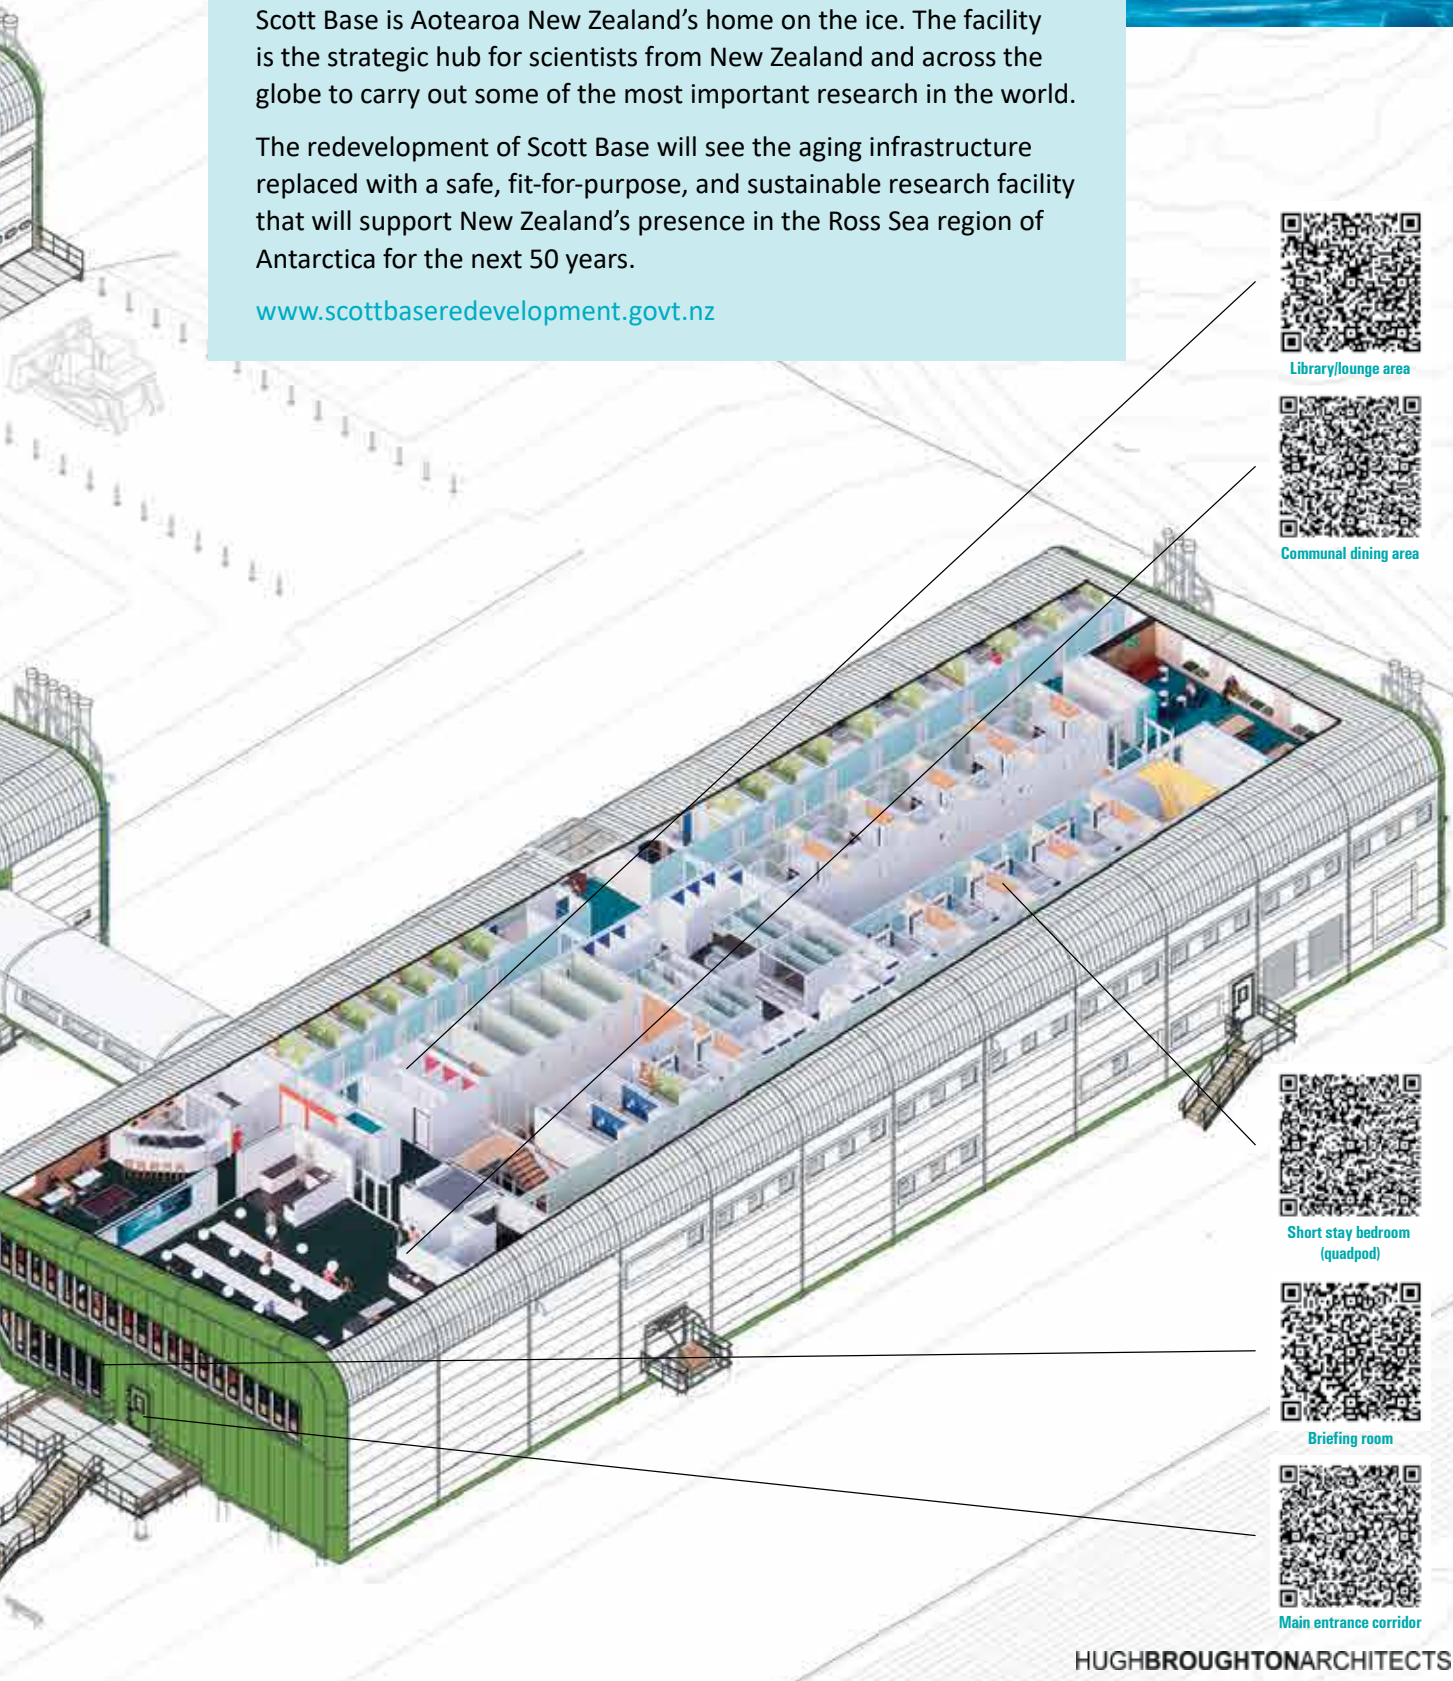 Scott Base is Aotearoa New Zealand’s home on the ice. The facility
is the strategic hub for scientists from New Zealand and across the
globe to carry out some of the most important research in the world.
The redevelopment of Scott Base will see the aging infrastructure
replaced with a safe, fit-for-purpose, and sustainable research facility
that will support New Zealand’s presence in the Ross Sea region of
Antarctica for the next 50 years.
www.scottbaseredevelopment.govt.nz
Library/lounge area
Communal dining area
Short stay bedroom
(quadpod)
Briefing room
Main entrance corridor
HUGHBROUGHTONARCHITECTS